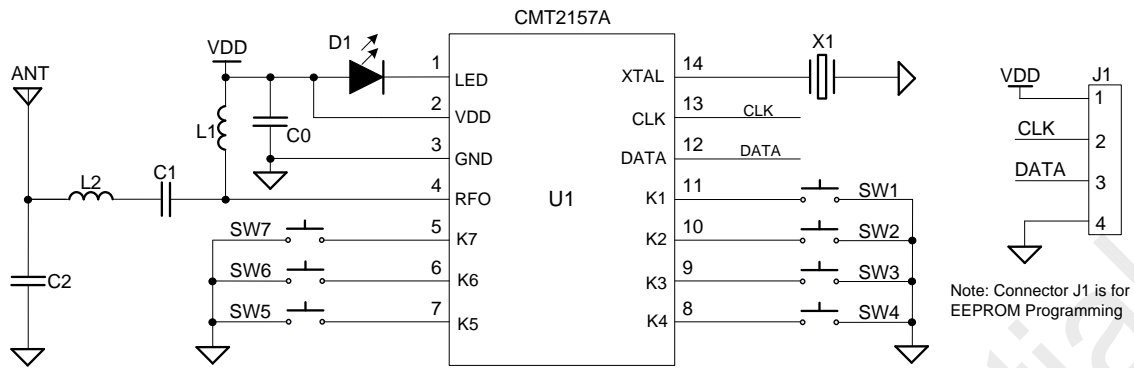 CMT2157A
ANT
VDD
D1
L1
C0
L2
C1
C2
1
LED
2
VDD
3
GND
4
RFO
5
K7
6
K6
7
K5
SW7
SW6
SW5
U1
XTAL
14
CLK
13
CLK
DATA
12
DATA
K1
11
SW1
K2
10
SW2
K3
9
SW3
K4
8
SW4
X1
VDD
J1
1
CLK
2
DATA
3
4
Note: Connector J1 is for
EEPROM Programming